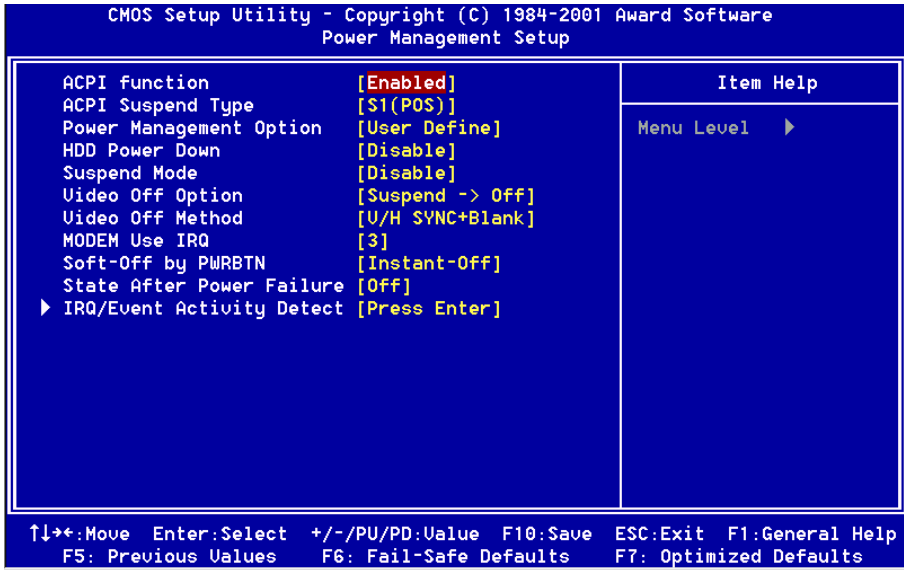 CMOS Setup Utility - Copyright (C) 1984-2001 Award Software
Power Management Setup
ACPI function [Enabled]
ACPI Suspend Type [S1(POS)]
Power Management Option [User Define]
HDD Power Down [Disable]
Suspend Mode [Disable]
Video Off Option [Suspend -> Off]
Video Off Method [V/H SYNC+Blank]
MODEM Use IRQ [3]
Soft-Off by PWRBTN [Instant-Off]
State After Power Failure [Off]
▶ IRQ/Event Activity Detect [Press Enter]
Item Help
Menu Level ▶
↑↓→←:Move Enter:Select +/-/PU/PD:Value F10:Save ESC:Exit F1:General Help
F5: Previous Values F6: Fail-Safe Defaults F7: Optimized Defaults